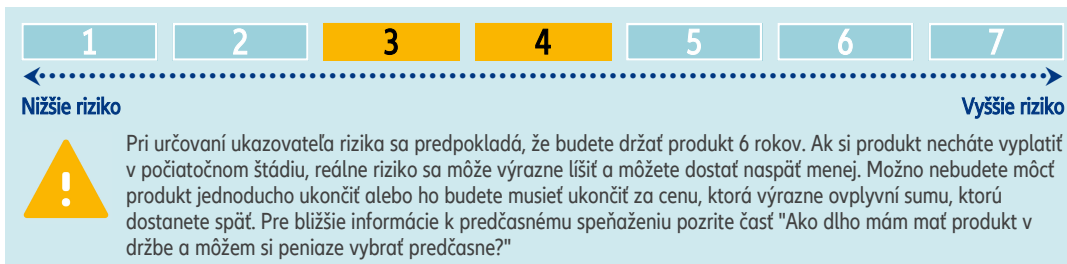 1 2 3 4 5 6 7
Nižšie riziko Vyššie riziko
Pri určovaní ukazovateľa rizika sa predpokladá, že budete držať produkt 6 rokov. Ak si produkt necháte vyplatiť
v počiatočnom štádiu, reálne riziko sa môže výrazne líšiť a môžete dostať naspäť menej. Možno nebudete môcť
produkt jednoducho ukončiť alebo ho budete musieť ukončiť za cenu, ktorá výrazne ovplyvní sumu, ktorú
dostanete späť. Pre bližšie informácie k predčasnému speňaženiu pozrite časť "Ako dlho mám mať produkt v
držbe a môžem si peniaze vybrať predčasne?"